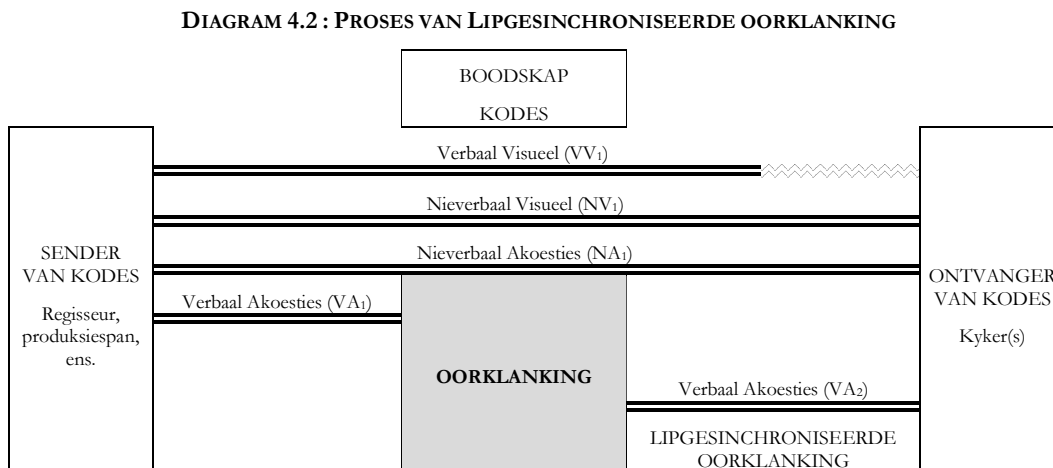 DIAGRAM 4.2 : PROSES VAN LIPGESINCHRONISEERDE OORKLANKING
BOODSKAP
KODES
Verbaal Visueel (VV₁)
Nieverbaal Visueel (NV₁)
Nieverbaal Akoesties (NA₁)
SENDER
VAN KODES
Regisseur,
produksiespan,
ens.
Verbaal Akoesties (VA₁)
OORKLANKING
Verbaal Akoesties (VA₂)
LIPGESINCHRONISEERDE
OORKLANKING
ONTVANGER
VAN KODES
Kyker(s)